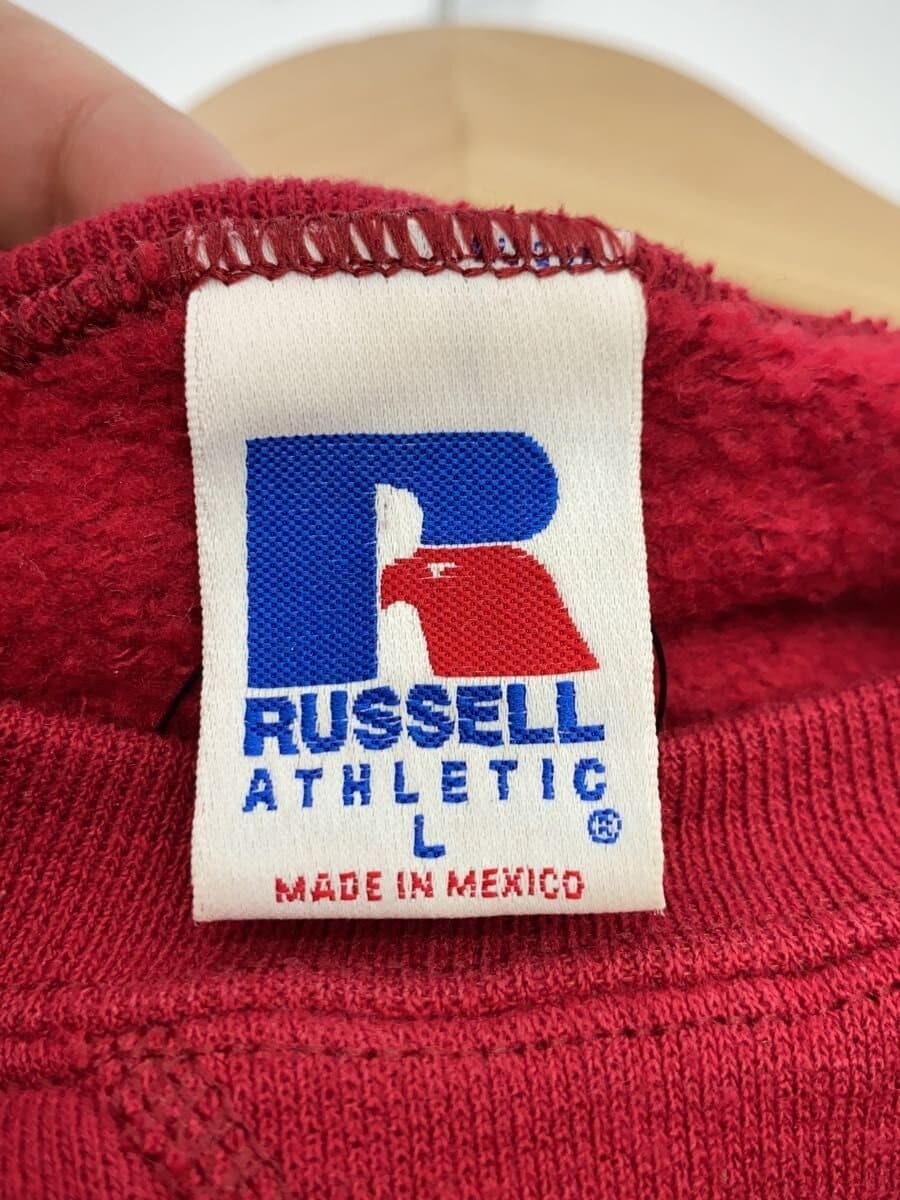 R
RUSSELL
ATHLETIC
L ®
MADE IN MEXICO